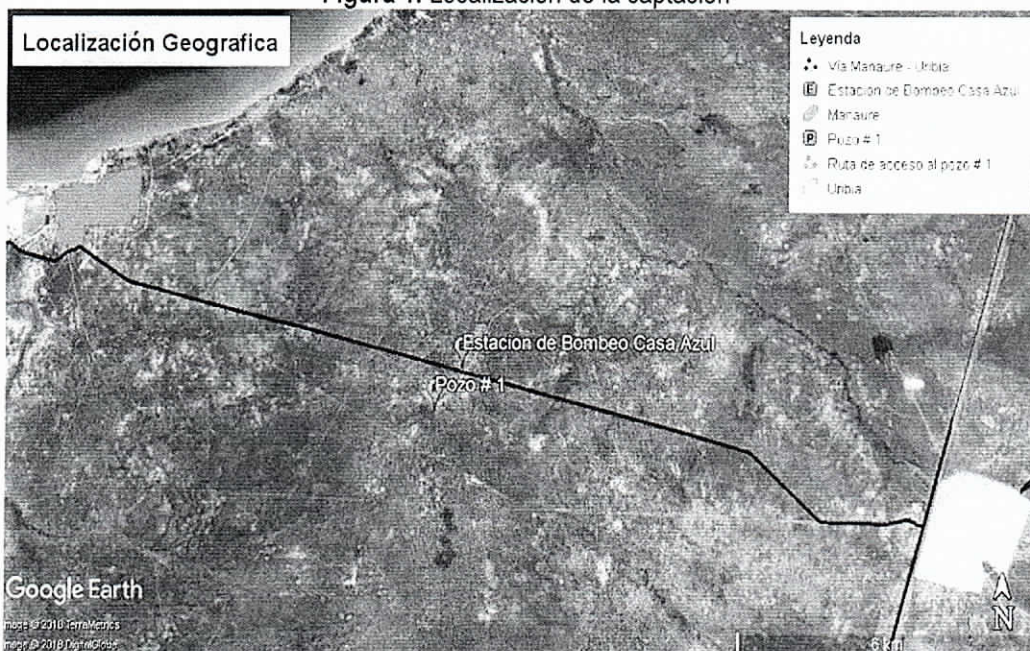 Figura 1. Localización de la captación
Localización Geografica
Leyenda
Via Manaure - Uribia
E Estación de Bombeo Casa Azul
Manaure
P Pozo # 1
Ruta de acceso al pozo # 1
Uribia
Estación de Bombeo Casa Azul
Pozo # 1
Google Earth
Image © 2018 TerraMetrics
Image © 2018 DigitalGlobe
N
6 km